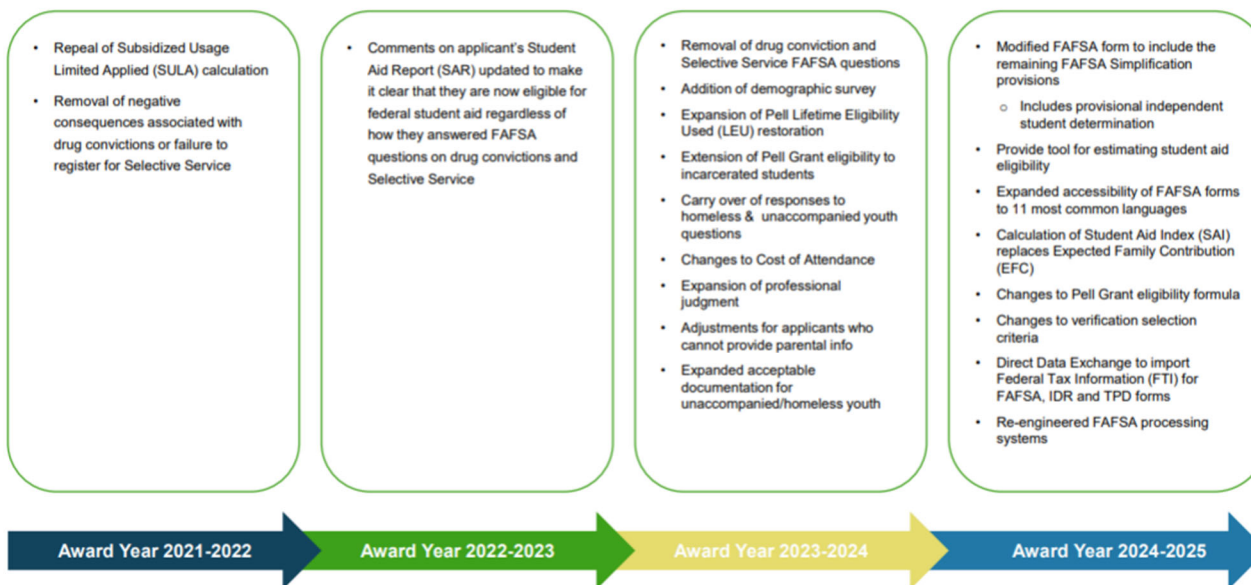 • Repeal of Subsidized Usage
Limited Applied (SULA) calculation
• Removal of negative
consequences associated with
drug convictions or failure to
register for Selective Service
• Comments on applicant's Student
Aid Report (SAR) updated to make
it clear that they are now eligible for
federal student aid regardless of
how they answered FAFSA
questions on drug convictions and
Selective Service
• Removal of drug conviction and
Selective Service FAFSA questions
• Addition of demographic survey
• Expansion of Pell Lifetime Eligibility
Used (LEU) restoration
• Extension of Pell Grant eligibility to
incarcerated students
• Carry over of responses to
homeless & unaccompanied youth
questions
• Changes to Cost of Attendance
• Expansion of professional
judgment
• Adjustments for applicants who
cannot provide parental info
• Expanded acceptable
documentation for
unaccompanied/homeless youth
• Modified FAFSA form to include the
remaining FAFSA Simplification
provisions
o Includes provisional independent
student determination
• Provide tool for estimating student aid
eligibility
• Expanded accessibility of FAFSA forms
to 11 most common languages
• Calculation of Student Aid Index (SAI)
replaces Expected Family Contribution
(EFC)
• Changes to Pell Grant eligibility formula
• Changes to verification selection
criteria
• Direct Data Exchange to import
Federal Tax Information (FTI) for
FAFSA, IDR and TPD forms
• Re-engineered FAFSA processing
systems
Award Year 2021-2022
Award Year 2022-2023
Award Year 2023-2024
Award Year 2024-2025